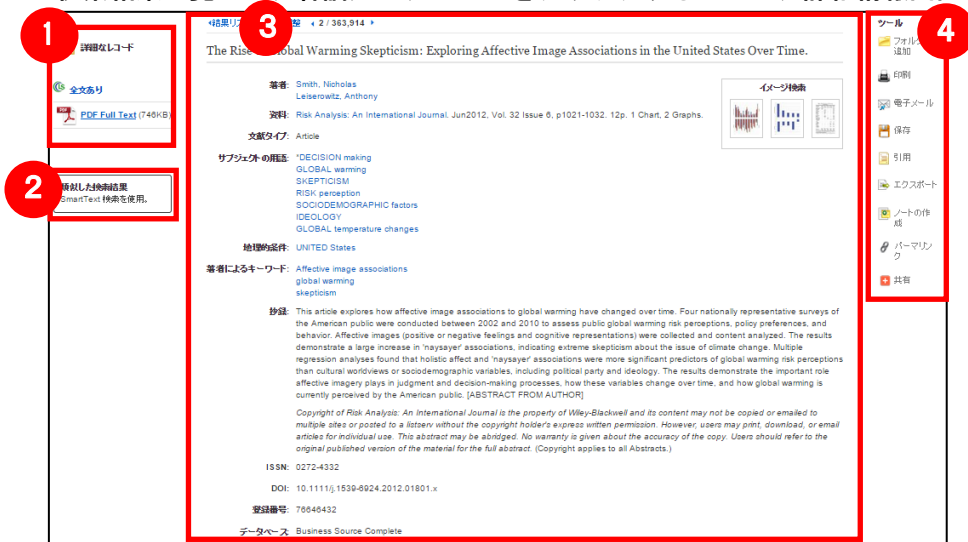 1
詳細なレコード
全文あり
PDF Full Text (746KB)
2
類似した検索結果
SmartText 検索を使用。
3
2 / 363,914
The Rise of Global Warming Skepticism: Exploring Affective Image Associations in the United States Over Time.
著者: Smith, Nicholas
Leiserowitz, Anthony
資料: Risk Analysis: An International Journal. Jun2012, Vol. 32 Issue 6, p1021-1032. 12p. 1 Chart, 2 Graphs.
文献タイプ: Article
サブジェクトの用語: *DECISION making
GLOBAL warming
SKEPTICISM
RISK perception
SOCIODEMOGRAPHIC factors
IDEOLOGY
GLOBAL temperature changes
地理的条件: UNITED States
著者によるキーワード: Affective image associations
global warming
skepticism
抄録: This article explores how affective image associations to global warming have changed over time. Four nationally representative surveys of
the American public were conducted between 2002 and 2010 to assess public global warming risk perceptions, policy preferences, and
behavior. Affective images (positive or negative feelings and cognitive representations) were collected and content analyzed. The results
demonstrate a large increase in 'naysayer' associations, indicating extreme skepticism about the issue of climate change. Multiple
regression analyses found that holistic affect and 'naysayer' associations were more significant predictors of global warming risk perceptions
than cultural worldviews or sociodemographic variables, including political party and ideology. The results demonstrate the important role
affective imagery plays in judgment and decision-making processes, how these variables change over time, and how global warming is
currently perceived by the American public. [ABSTRACT FROM AUTHOR]
Copyright of Risk Analysis: An International Journal is the property of Wiley-Blackwell and its content may not be copied or emailed to
multiple sites or posted to a listserv without the copyright holder's express written permission. However, users may print, download, or email
articles for individual use. This abstract may be abridged. No warranty is given about the accuracy of the copy. Users should refer to the
original published version of the material for the full abstract. (Copyright applies to all Abstracts.)
ISSN: 0272-4332
DOI: 10.1111/j.1539-6924.2012.01801.x
登録番号: 76646432
データベース: Business Source Complete
イメージ検索
4
ツール
追加
印刷
電子メール
保存
引用
エクスポート
ノートの作
成
パーマリン
ク
共有